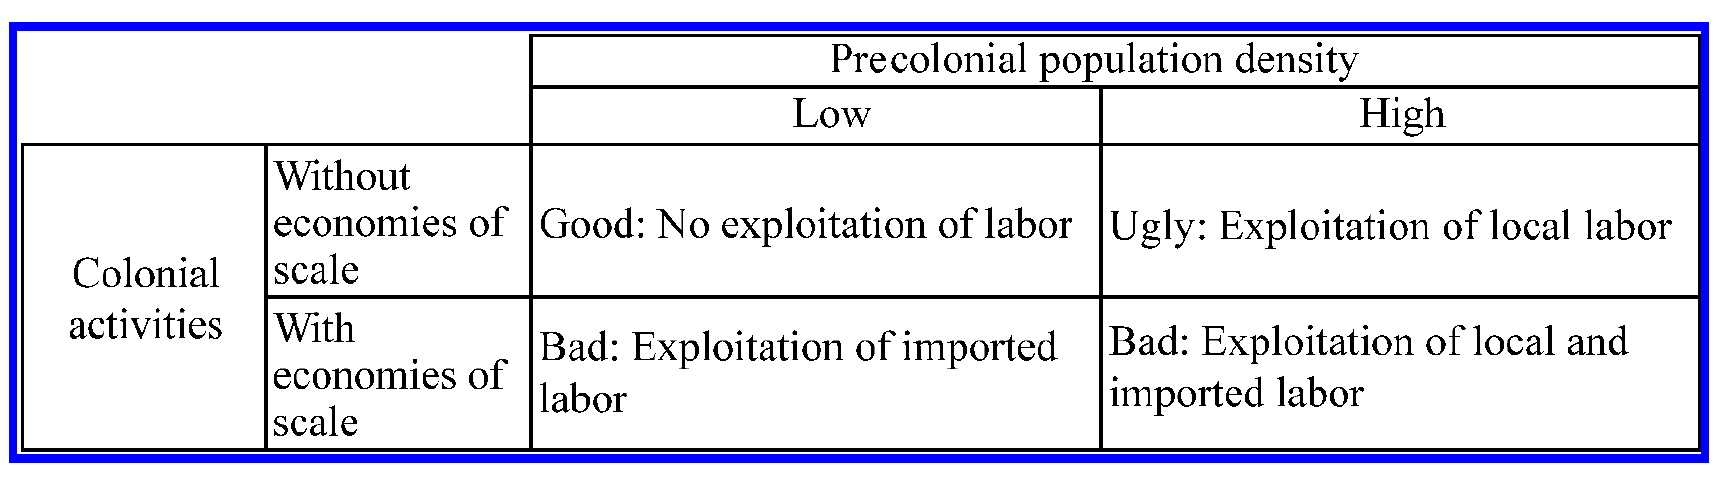 Precolonial population density
Low
High
Without
economies of
scale
Good: No exploitation of labor
Ugly: Exploitation of local labor
Colonial
activities
With
economies of
scale
Bad: Exploitation of imported
labor
Bad: Exploitation of local and
imported labor